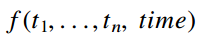 f(t₁, . . . , tₙ, time)